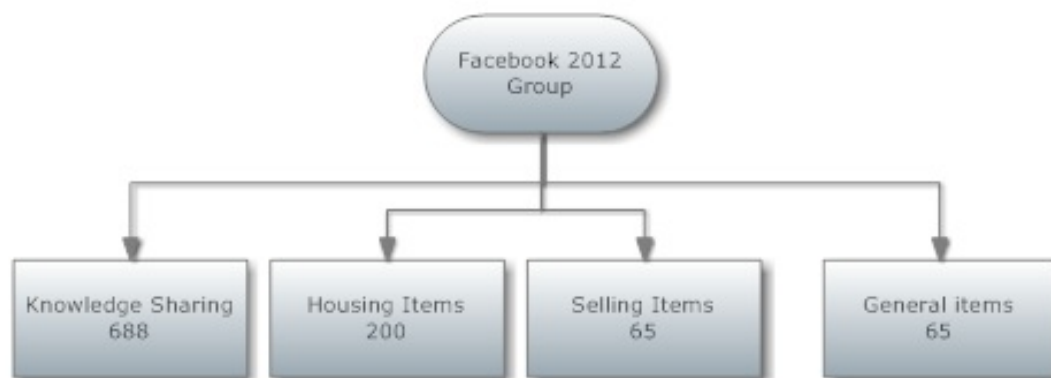 Facebook 2012
Group
Knowledge Sharing
688
Housing Items
200
Selling Items
65
General items
65